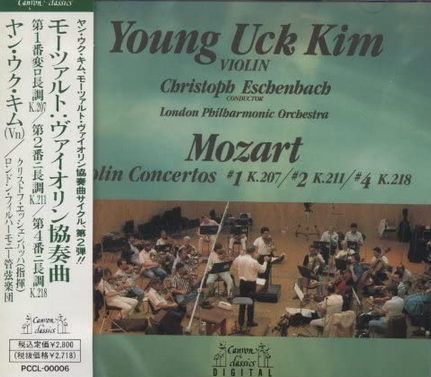 Canyon classics
モーツァルト：ヴァイオリン協奏曲サイクル 第2弾!!
モーツァルト：ヴァイオリン協奏曲
第1番変ロ長調K.207／第2番ニ長調K.211／第4番ニ長調K.218
ヤン・ウク・キム(Vn)
クリストフ・エッシェンバッハ(指揮)
ロンドン・フィルハーモニー管弦楽団
Canyon classics
税込定価¥2,800
(税抜価格¥2,718)
PCCL-00006
Young Uck Kim
VIOLIN
Christoph Eschenbach
CONDUCTOR
London Philharmonic Orchestra
Mozart
olin Concertos #1 K.207/#2 K.211/#4 K.218
Canyon classics
DIGITAL